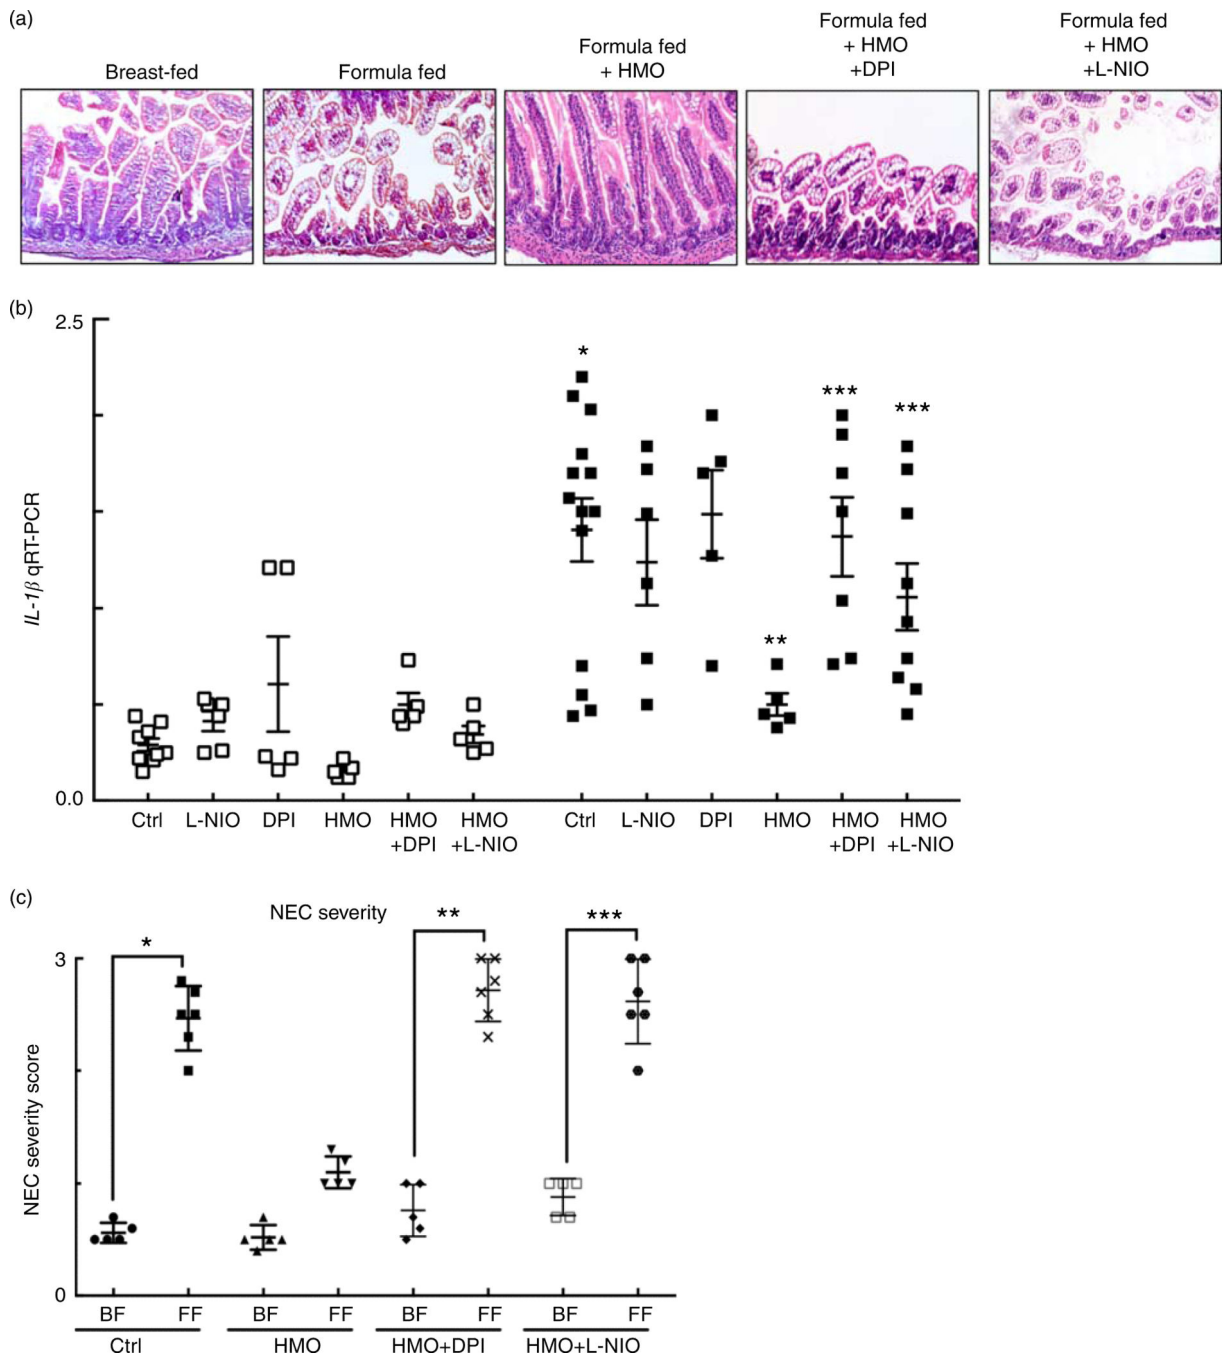 (a)
Breast-fed
Formula fed
Formula fed
+ HMO
Formula fed
+ HMO
+DPI
Formula fed
+ HMO
+L-NIO
(b)
2.5
IL-1β qRT-PCR
0.0
*
**
***
***
Ctrl L-NIO DPI HMO HMO HMO Ctrl L-NIO DPI HMO HMO HMO
+DPI +L-NIO +DPI +L-NIO
(c)
NEC severity
* ** ***
3
NEC severity score
0
BF FF BF FF BF FF BF FF
Ctrl HMO HMO+DPI HMO+L-NIO